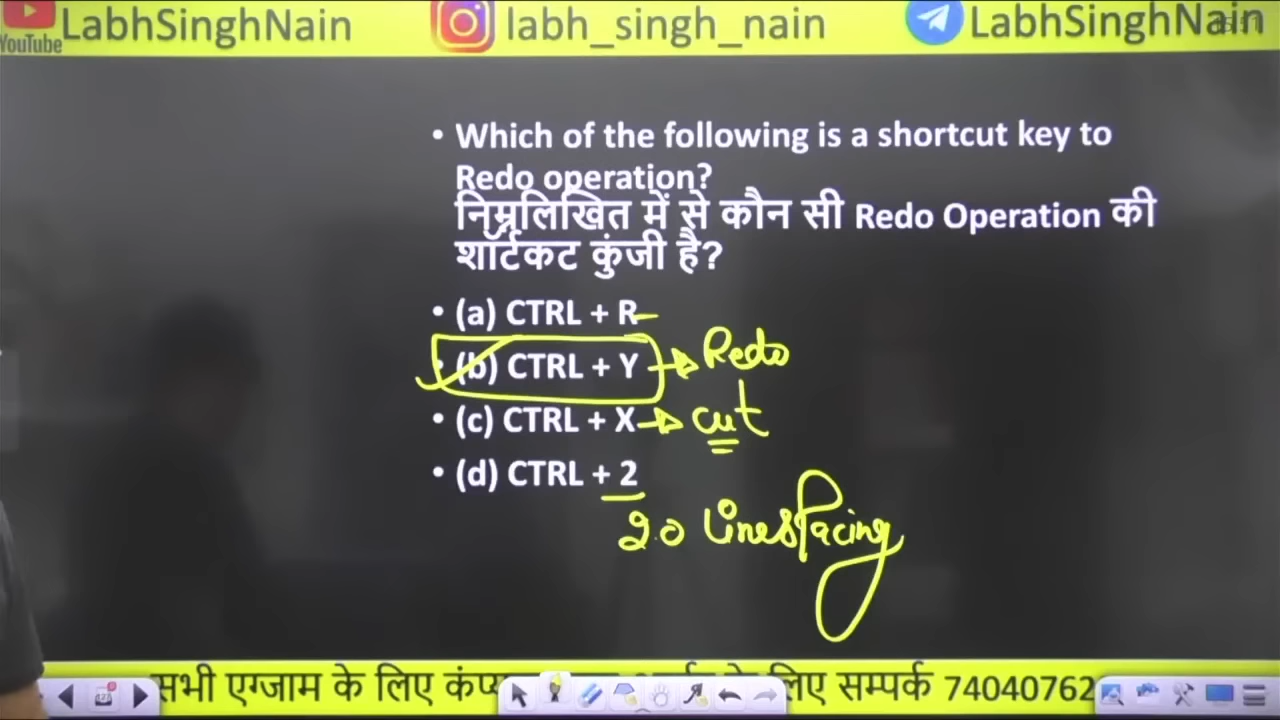 YouTube LabhSinghNain labh_singh_nain LabhSinghNain
• Which of the following is a shortcut key to
Redo operation?
निम्नलिखित में से कौन सी Redo Operation की
शॉर्टकट कुंजी है?
• (a) CTRL + R
• (b) CTRL + Y → Redo
• (c) CTRL + X → cut
• (d) CTRL + 2
2.0 Linespacing
सभी एग्जाम के लिए लिए सम्पर्क 74040762